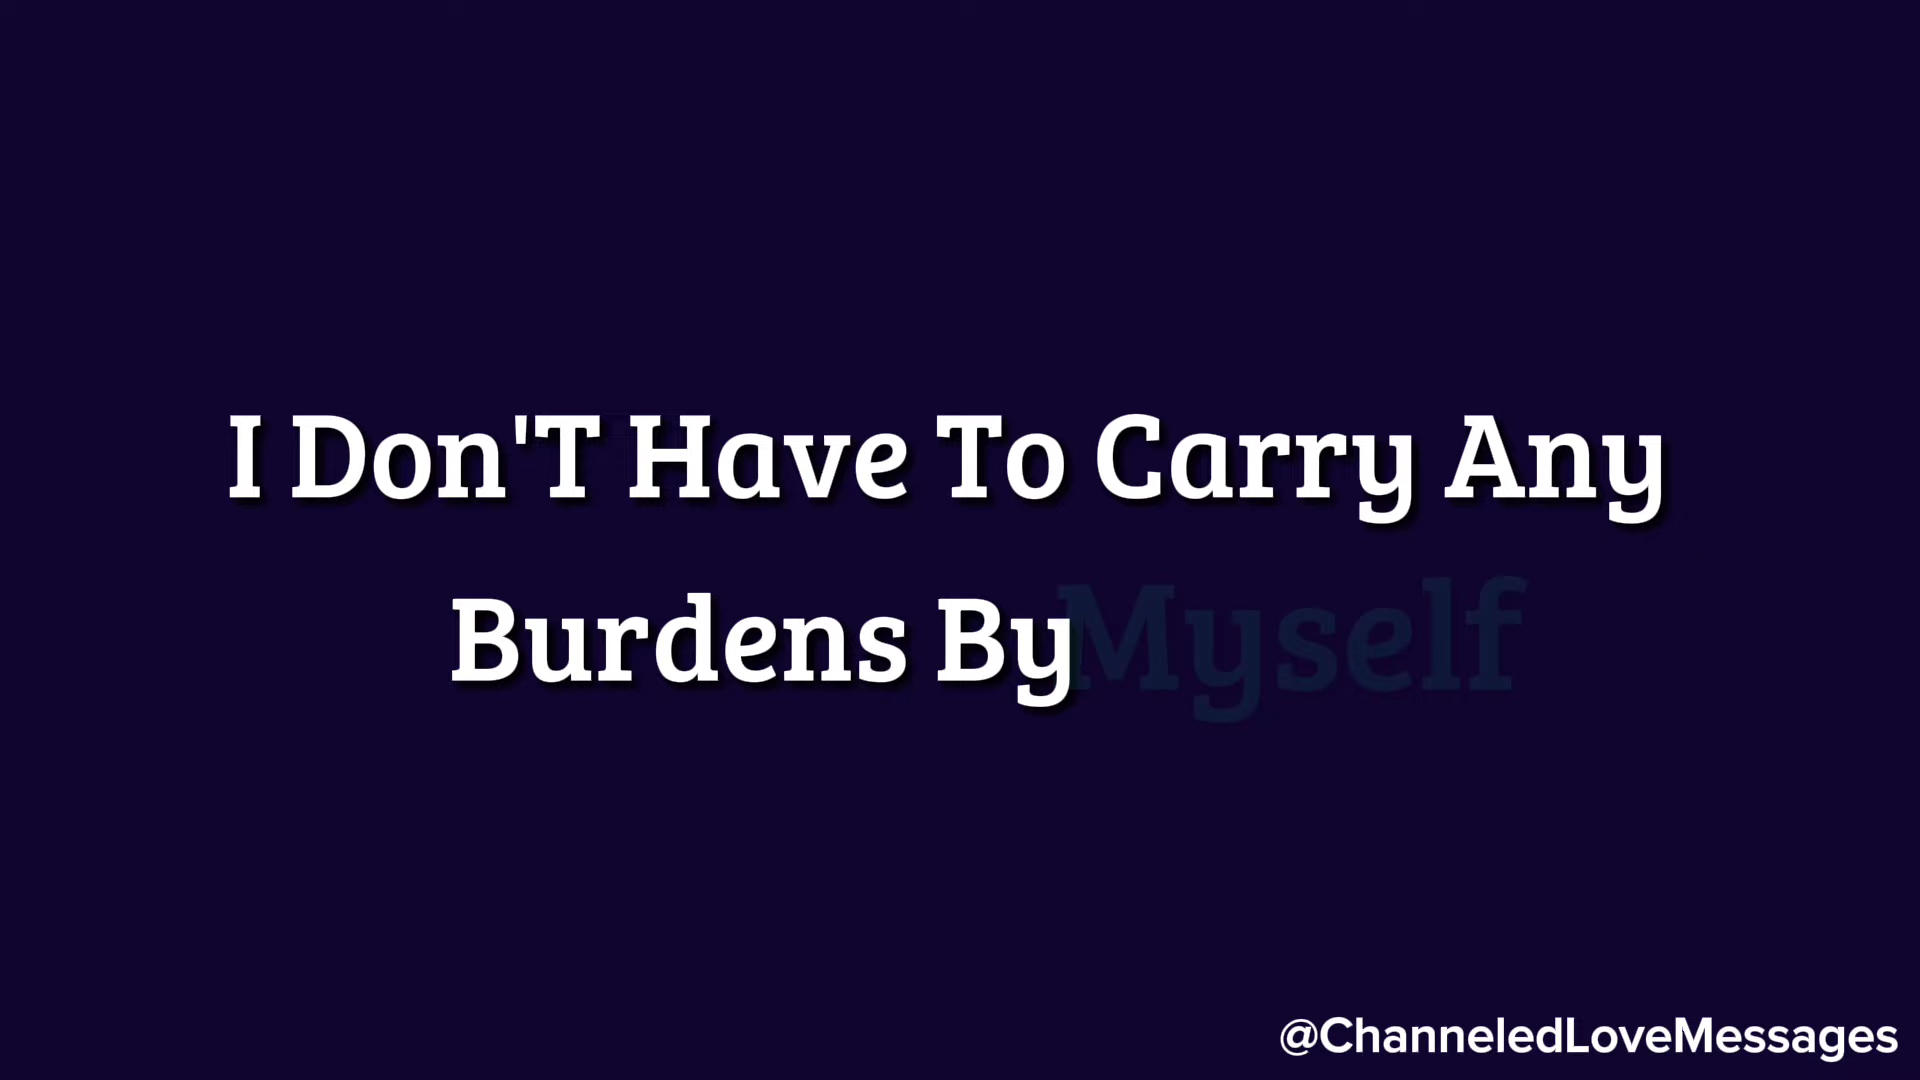 I Don'T Have To Carry Any
Burdens By Myself
@ChanneledLoveMessages